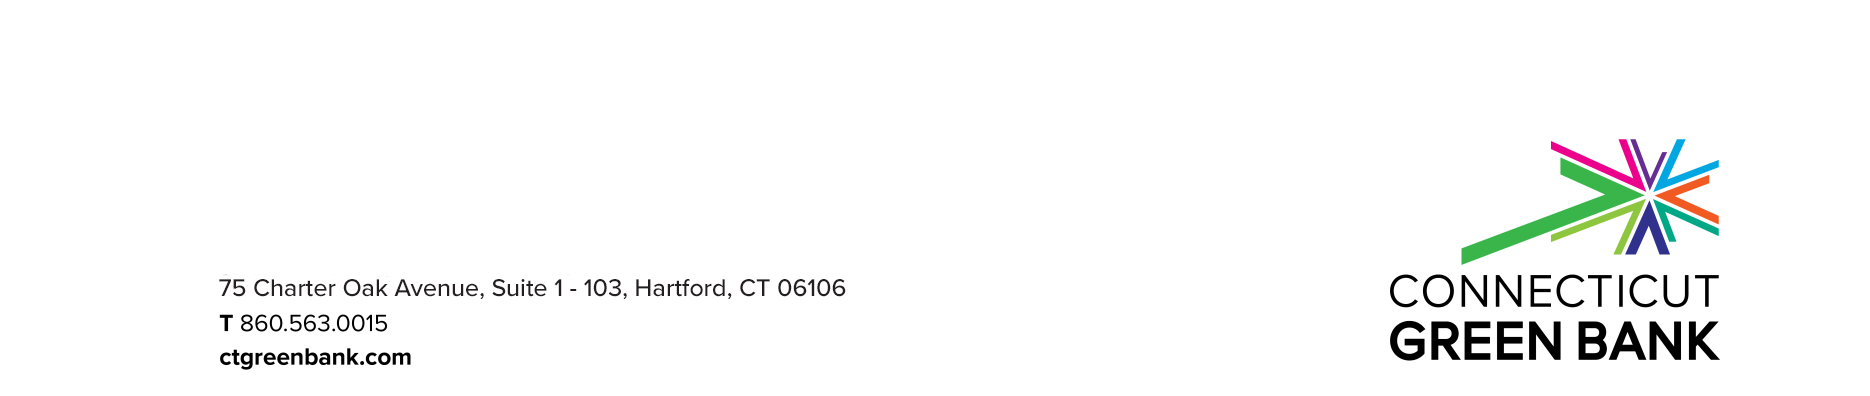 75 Charter Oak Avenue, Suite 1 - 103, Hartford, CT 06106
T 860.563.0015
ctgreenbank.com
CONNECTICUT
GREEN BANK